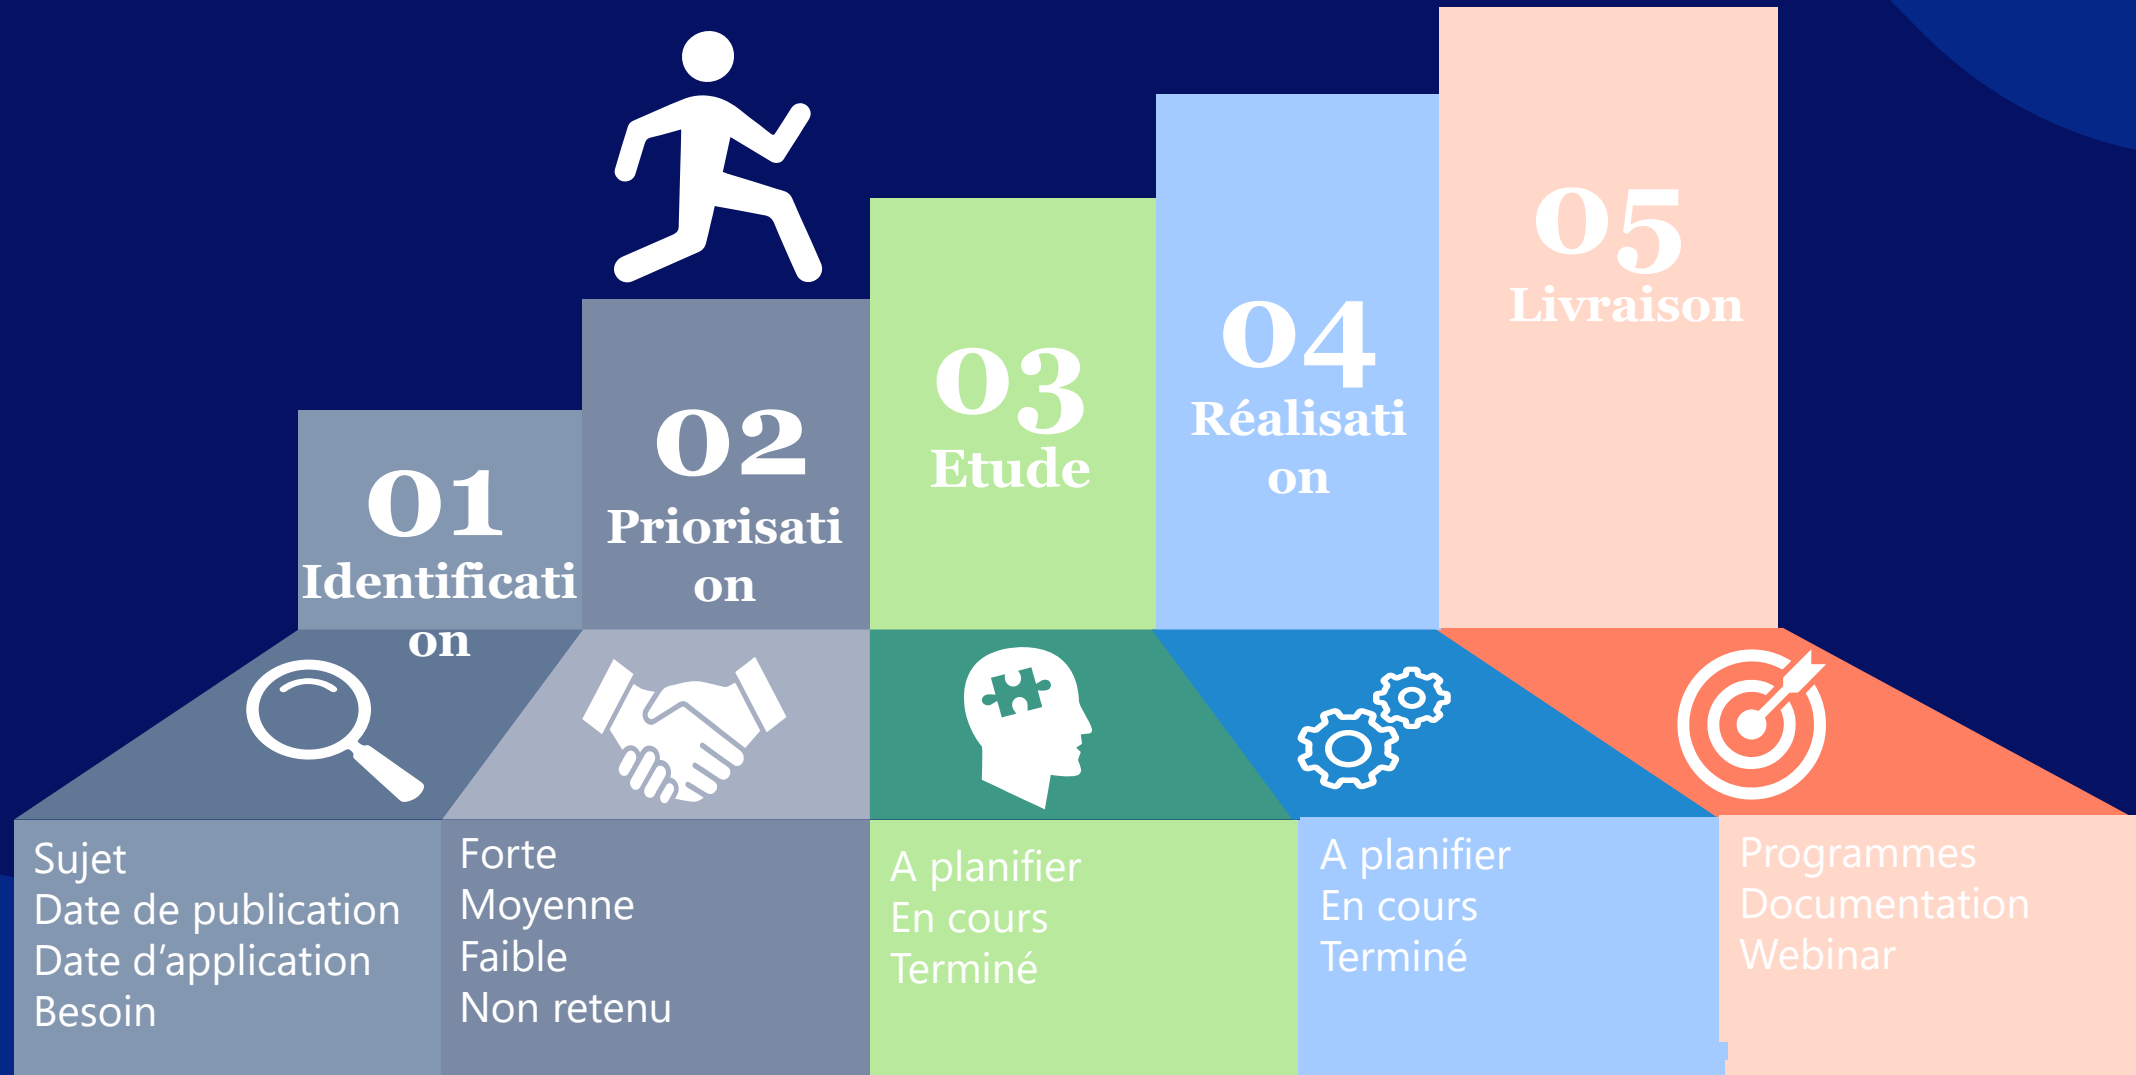 01
Identificati
on
02
Priorisati
on
03
Etude
04
Réalisati
on
05
Livraison
Sujet
Date de publication
Date d’application
Besoin
Forte
Moyenne
Faible
Non retenu
A planifier
En cours
Terminé
A planifier
En cours
Terminé
Programmes
Documentation
Webinar